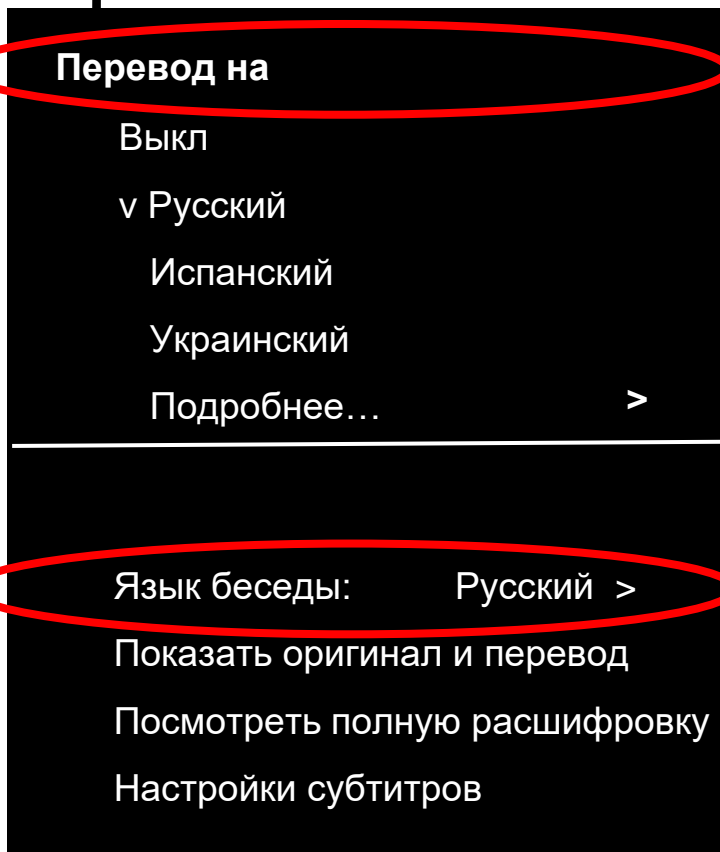 Перевод на
Выкл
v Русский
Испанский
Украинский
Подробнее… >
Язык беседы: Русский >
Показать оригинал и перевод
Посмотреть полную расшифровку
Настройки субтитров